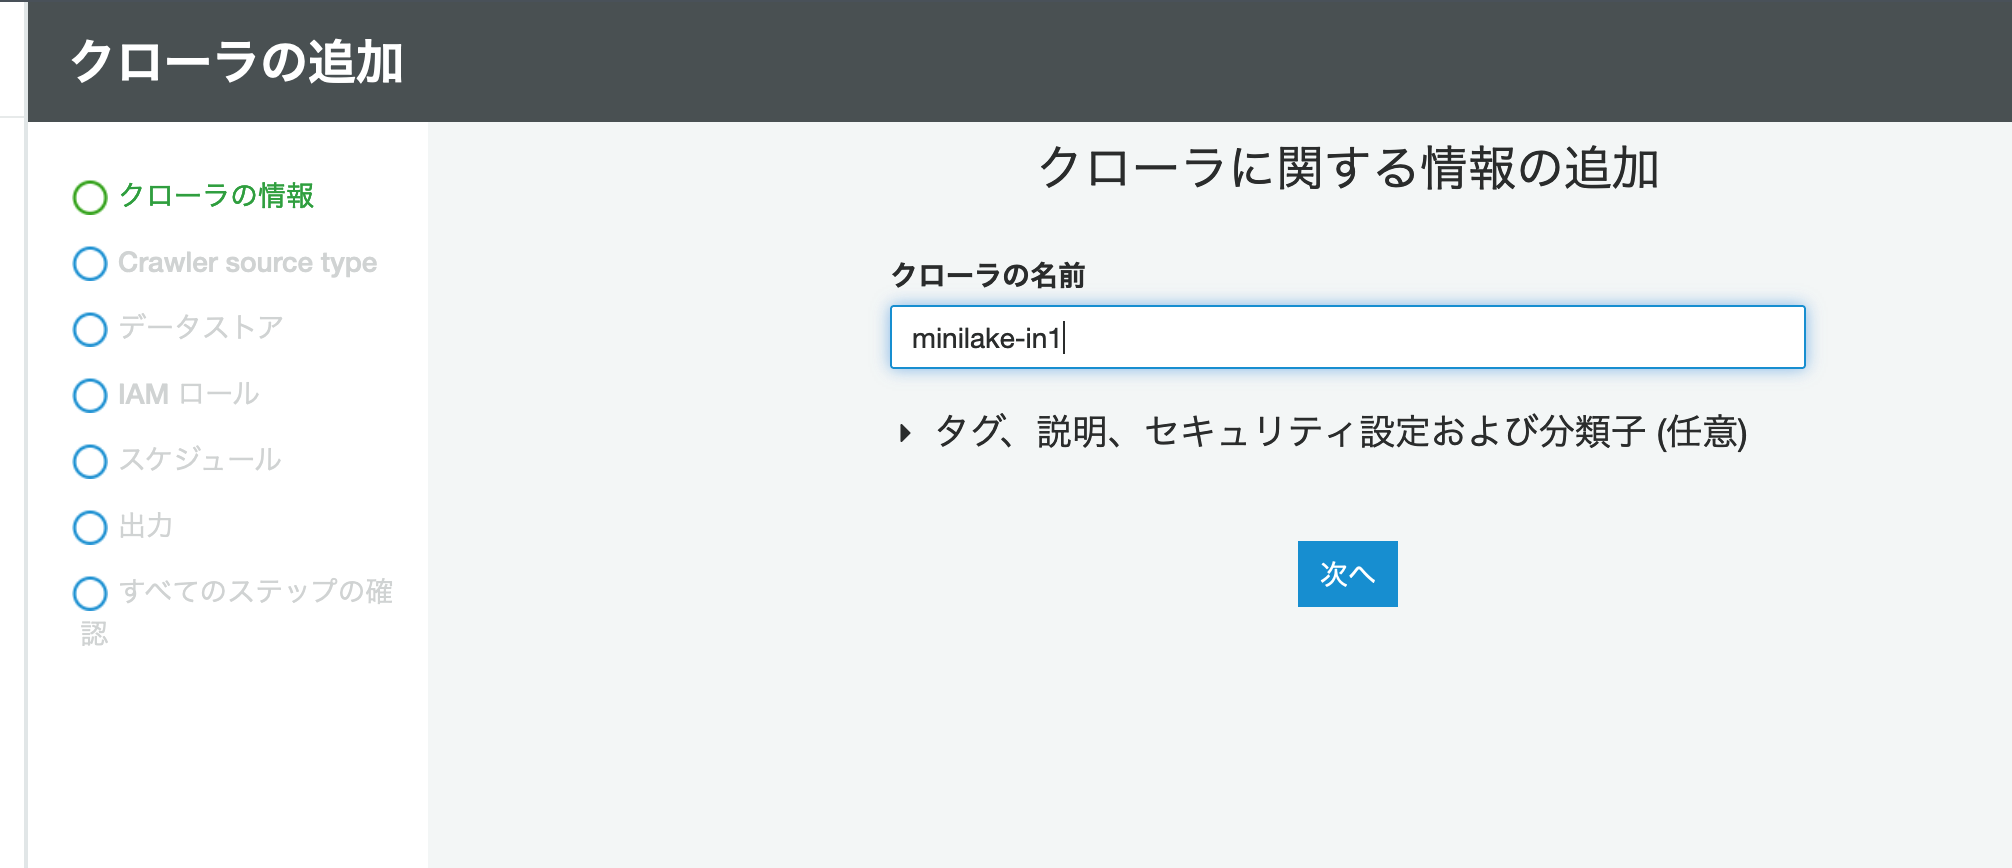 クローラの追加
クローラの情報
Crawler source type
データストア
IAM ロール
スケジュール
出力
すべてのステップの確
認
クローラに関する情報の追加
クローラの名前
minilake-in1
タグ、説明、セキュリティ設定および分類子 (任意)
次へ